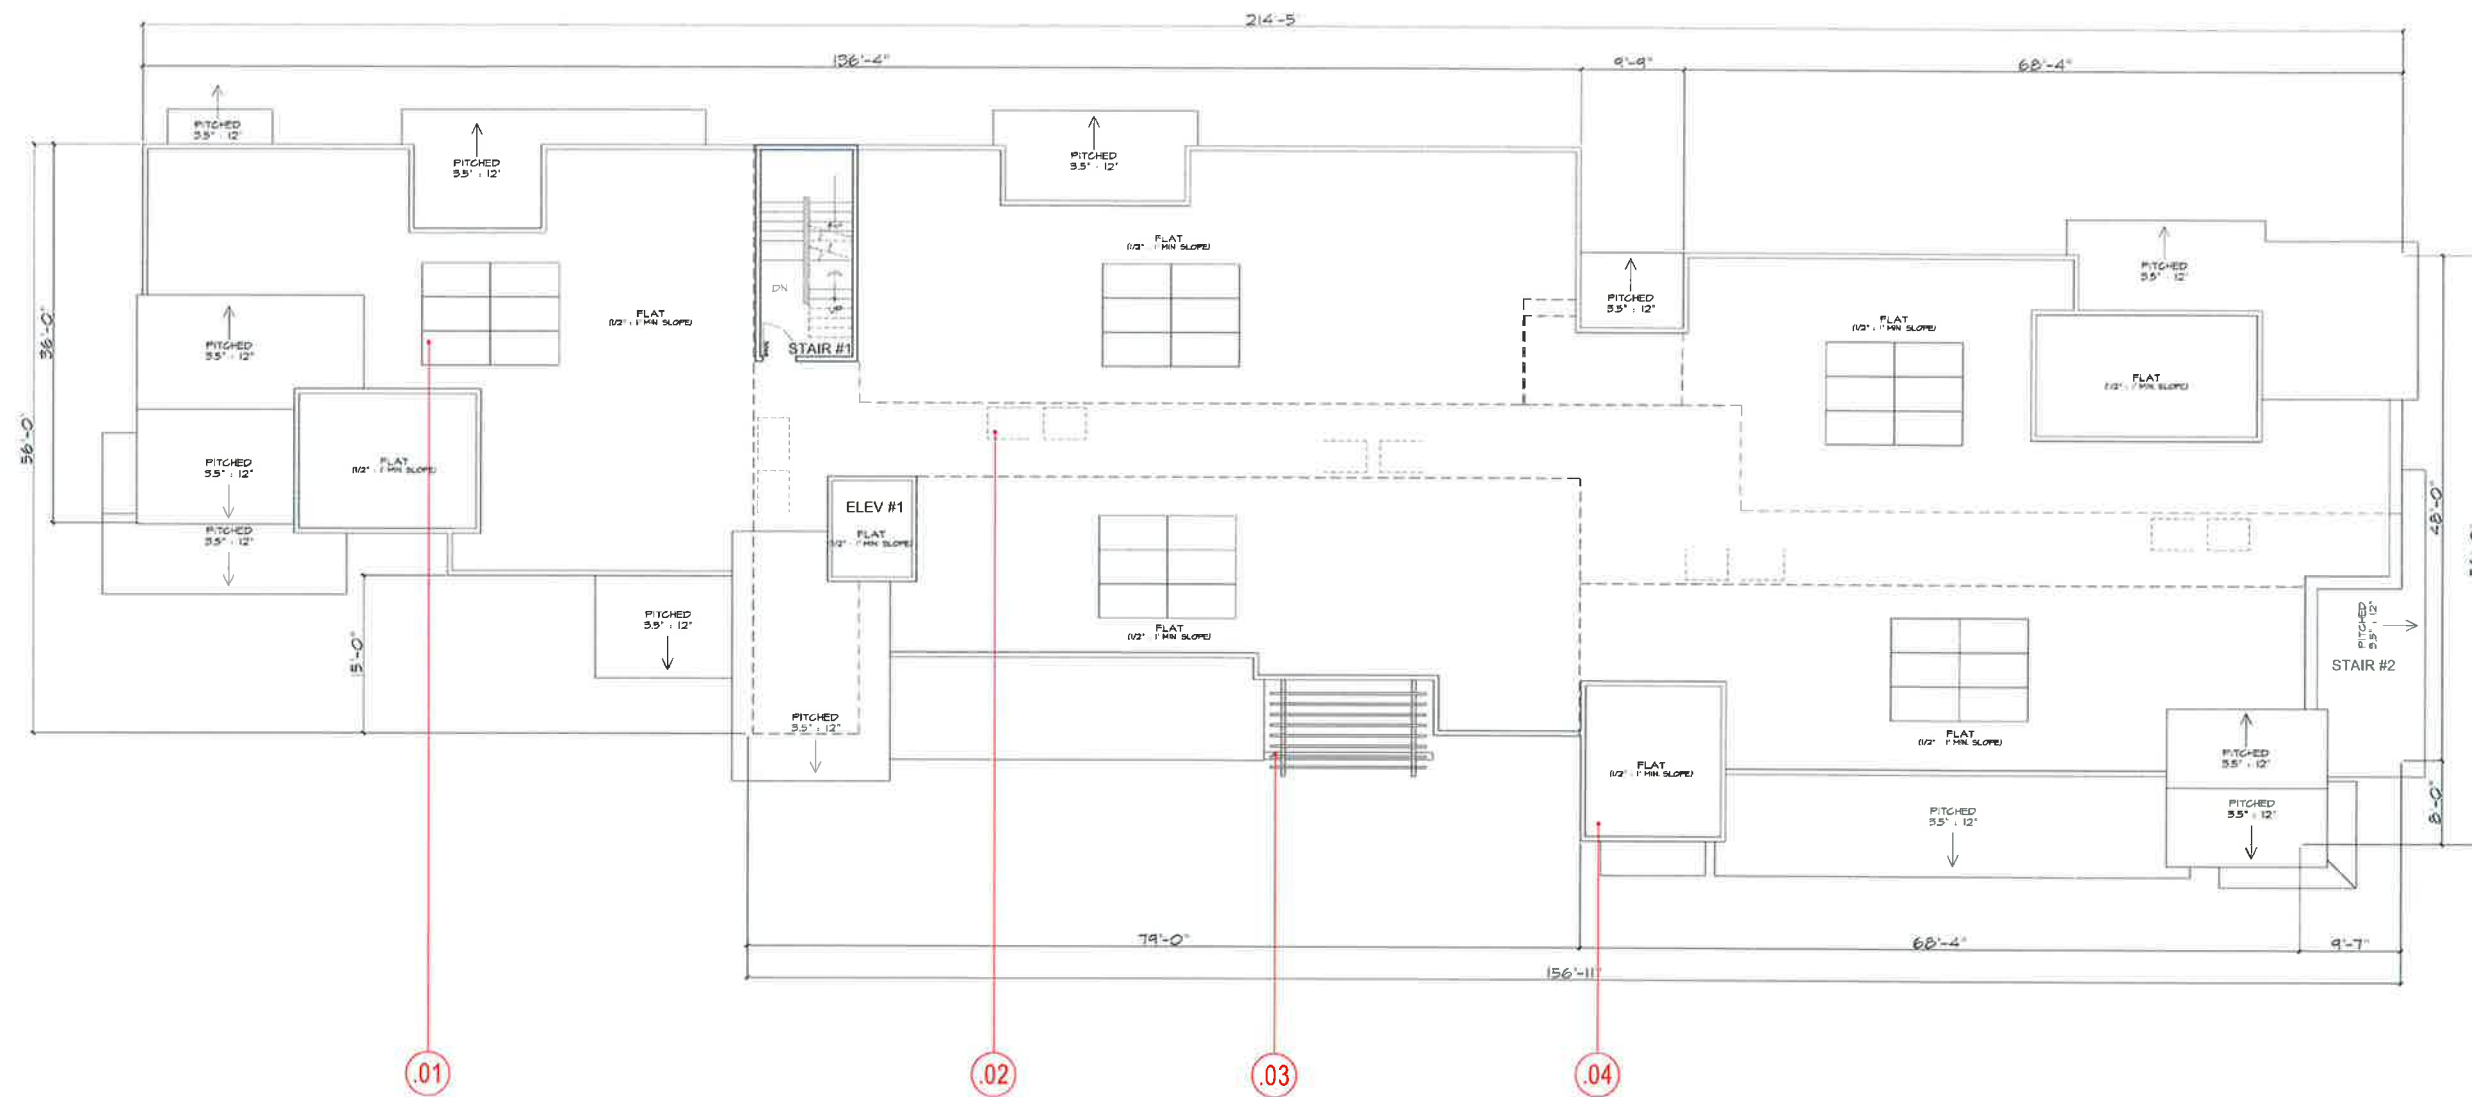 214'-5"
136'-4"
9'-9"
68'-4"
PITCHED
3.5" : 12"
PITCHED
3.5" : 12"
PITCHED
3.5" : 12"
FLAT
(1/2" : 1' MIN SLOPE)
PITCHED
3.5" : 12"
DN
UP
STAIR #1
FLAT
(1/2" : 1' MIN SLOPE)
PITCHED
3.5" : 12"
FLAT
(1/2" : 1' MIN SLOPE)
36'-0"
PITCHED
3.5" : 12"
FLAT
(1/2" : 1' MIN SLOPE)
56'-0"
PITCHED
3.5" : 12"
FLAT
(1/2" : 1' MIN SLOPE)
ELEV #1
FLAT
(1/2" : 1' MIN SLOPE)
48'-0"
PITCHED
3.5" : 12"
15'-0"
PITCHED
3.5" : 12"
FLAT
(1/2" : 1' MIN SLOPE)
PITCHED
3.5" : 12"
STAIR #2
PITCHED
3.5" : 12"
FLAT
(1/2" : 1' MIN. SLOPE)
FLAT
(1/2" : 1' MIN. SLOPE)
PITCHED
3.5" : 12"
PITCHED
3.5" : 12"
PITCHED
3.5" : 12"
8'-0"
79'-0"
68'-4"
9'-7"
156'-11"
.01
.02
.03
.04